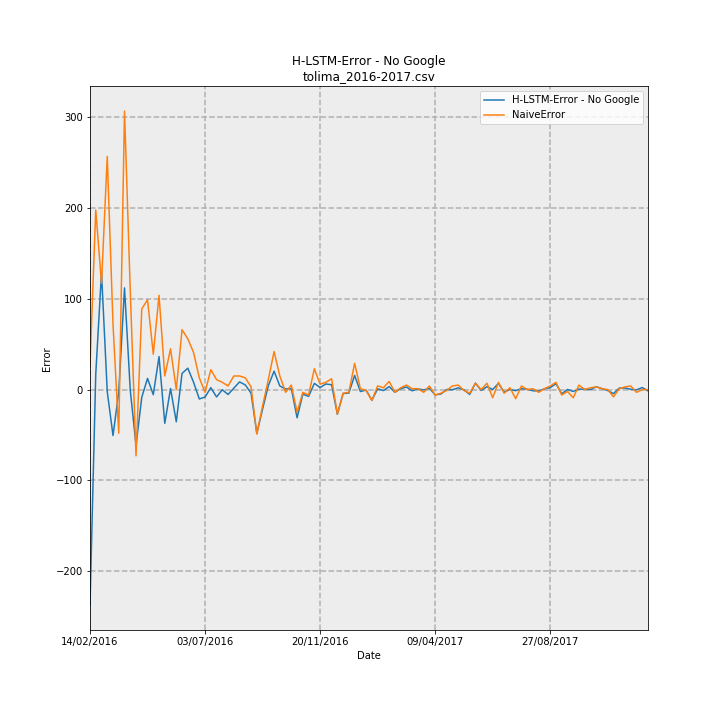 H-LSTM-Error - No Google
tolima_2016-2017.csv
H-LSTM-Error - No Google
NaiveError
300
200
100
0
−100
−200
Error
14/02/2016
03/07/2016
20/11/2016
09/04/2017
27/08/2017
Date